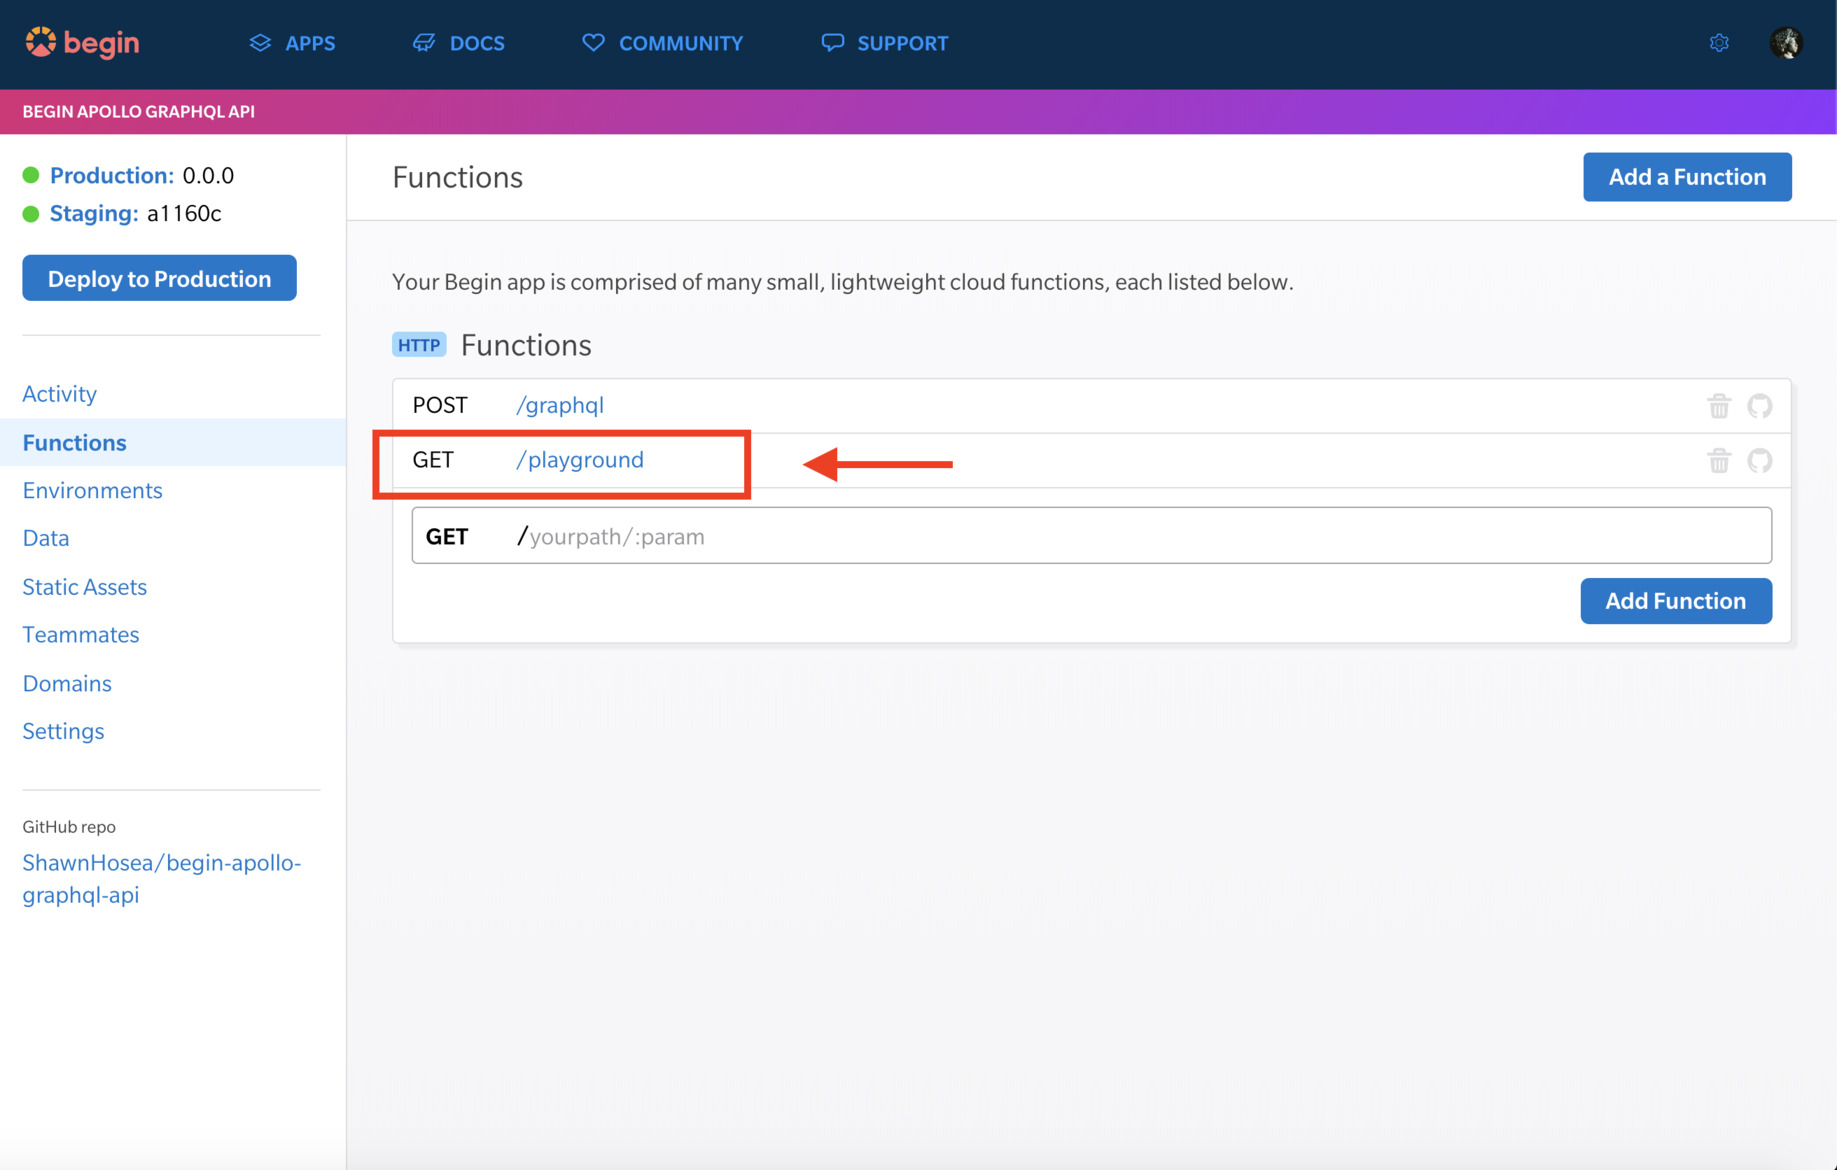 begin
APPS
DOCS
COMMUNITY
SUPPORT
BEGIN APOLLO GRAPHQL API
Production: 0.0.0
Staging: a1160c
Deploy to Production
Activity
Functions
Environments
Data
Static Assets
Teammates
Domains
Settings
GitHub repo
ShawnHosea/begin-apollo-
graphql-api
Functions
Add a Function
Your Begin app is comprised of many small, lightweight cloud functions, each listed below.
HTTP Functions
POST /graphql
GET /playground
GET /yourpath/:param
Add Function